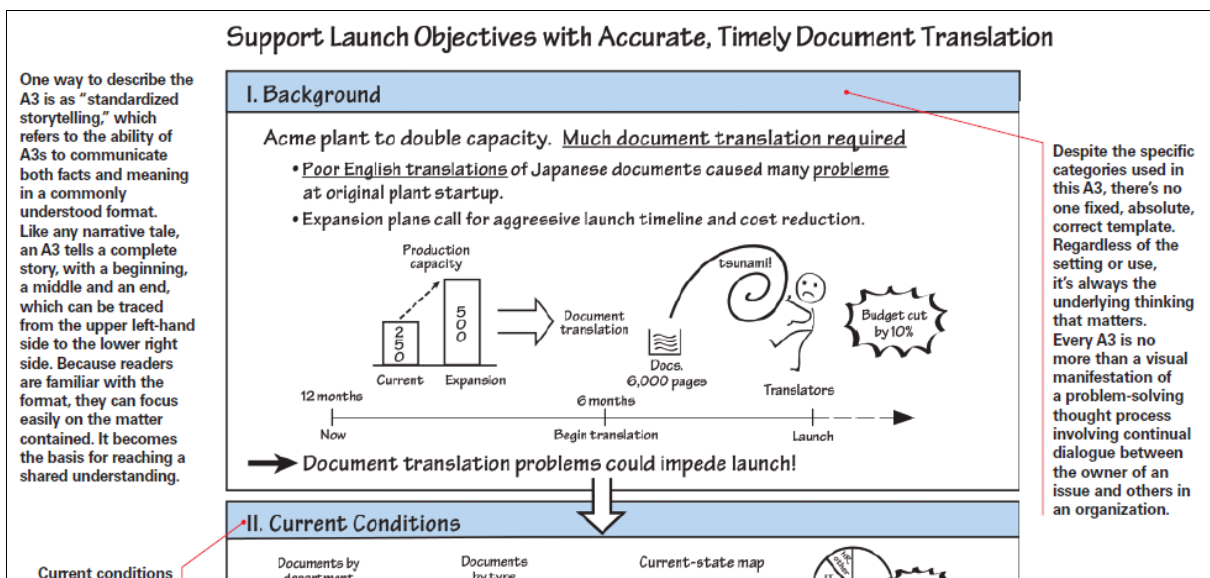 Support Launch Objectives with Accurate, Timely Document Translation
One way to describe the
A3 is as “standardized
storytelling,” which
refers to the ability of
A3s to communicate
both facts and meaning
in a commonly
understood format.
Like any narrative tale,
an A3 tells a complete
story, with a beginning,
a middle and an end,
which can be traced
from the upper left-hand
side to the lower right
side. Because readers
are familiar with the
format, they can focus
easily on the matter
contained. It becomes
the basis for reaching a
shared understanding.
I. Background
Acme plant to double capacity. Much document translation required
• Poor English translations of Japanese documents caused many problems
at original plant startup.
• Expansion plans call for aggressive launch timeline and cost reduction.
Production
capacity
250
500
Current
Expansion
Document
translation
tsunami!
Docs.
6,000 pages
Translators
Budget cut
by 10%
12 months
6 months
Now
Begin translation
Launch
Document translation problems could impede launch!
Despite the specific
categories used in
this A3, there’s no
one fixed, absolute,
correct template.
Regardless of the
setting or use,
it’s always the
underlying thinking
that matters.
Every A3 is no
more than a visual
manifestation of
a problem-solving
thought process
involving continual
dialogue between
the owner of an
issue and others in
an organization.
II. Current Conditions
Current conditions
Documents by
department
Documents
by type
Current-state map
HR
other
IT